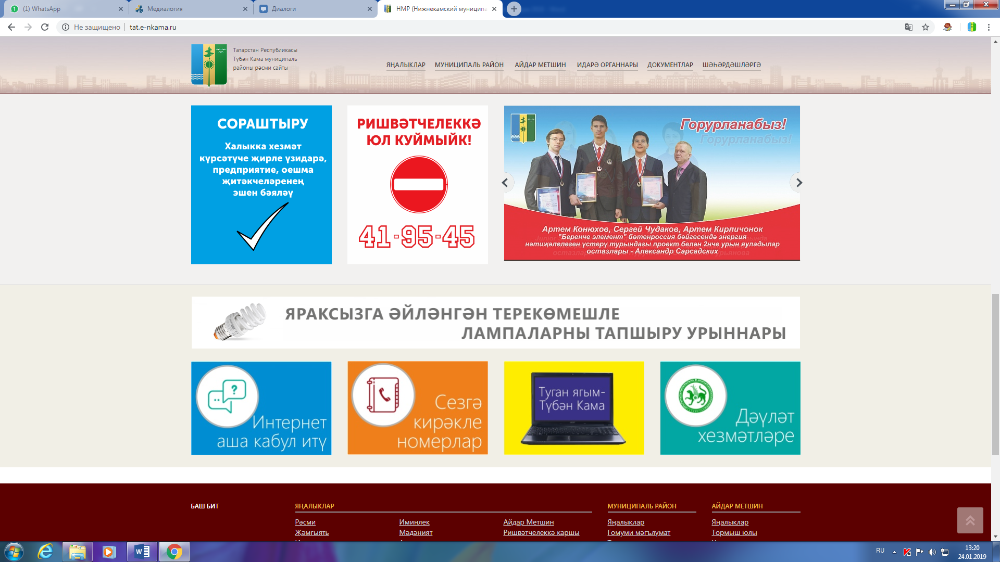 (1) WhatsApp
Медиалогия
Диалоги
НМР (Нижнекамский муниципа
Не защищено
tat.e-nkama.ru
Татарстан Республикасы
Түбән Кама муниципаль
районы рәсми сайты
ЯҢАЛЫКЛАР
МУНИЦИПАЛЬ РАЙОН
АЙДАР МЕТШИН
ИДАРӘ ОРГАННАРЫ
ДОКУМЕНТЛАР
ШӘҺӘРДӘШЛӘРГӘ
СОРАШТЫРУ
Халыкка хезмәт
күрсәтүче җирле үзидарә,
предприятие, оешма
җитәкчеләренең
эшен бәяләү
РИШВӘТЧЕЛЕККӘ
ЮЛ КУЙМЫЙК!
41-95-45
Горурланабыз!
Горурланабыз!
Артем Конюхов, Сергей Чудаков, Артем Кирпичонок
"Беренче элемент" бөтенроссия бәйгесендә энергия
нәтиҗәлелеген үстерү турындагы проект белән 2нче урын яуладылар
остазлары - Александр Сарсадских
ЯРАКСЫЗГА ӘЙЛӘНГӘН ТЕРЕКӨМЕШЛЕ
ЛАМПАЛАРНЫ ТАПШЫРУ УРЫННАРЫ
Интернет
аша кабул итү
Сезгә
кирәкле
номерлар
Туган ягым-
Түбән Кама
Дәүләт
хезмәтләре
БАШ БИТ
ЯҢАЛЫКЛАР
МУНИЦИПАЛЬ РАЙОН
АЙДАР МЕТШИН
Рәсми
Иминлек
Айдар Метшин
Яңалыклар
Яңалыклар
Җәмгыять
Мәдәният
Ришвәтчелеккә каршы
Гомуми мәгълүмат
Тормыш юлы
RU
13:20
24.01.2019